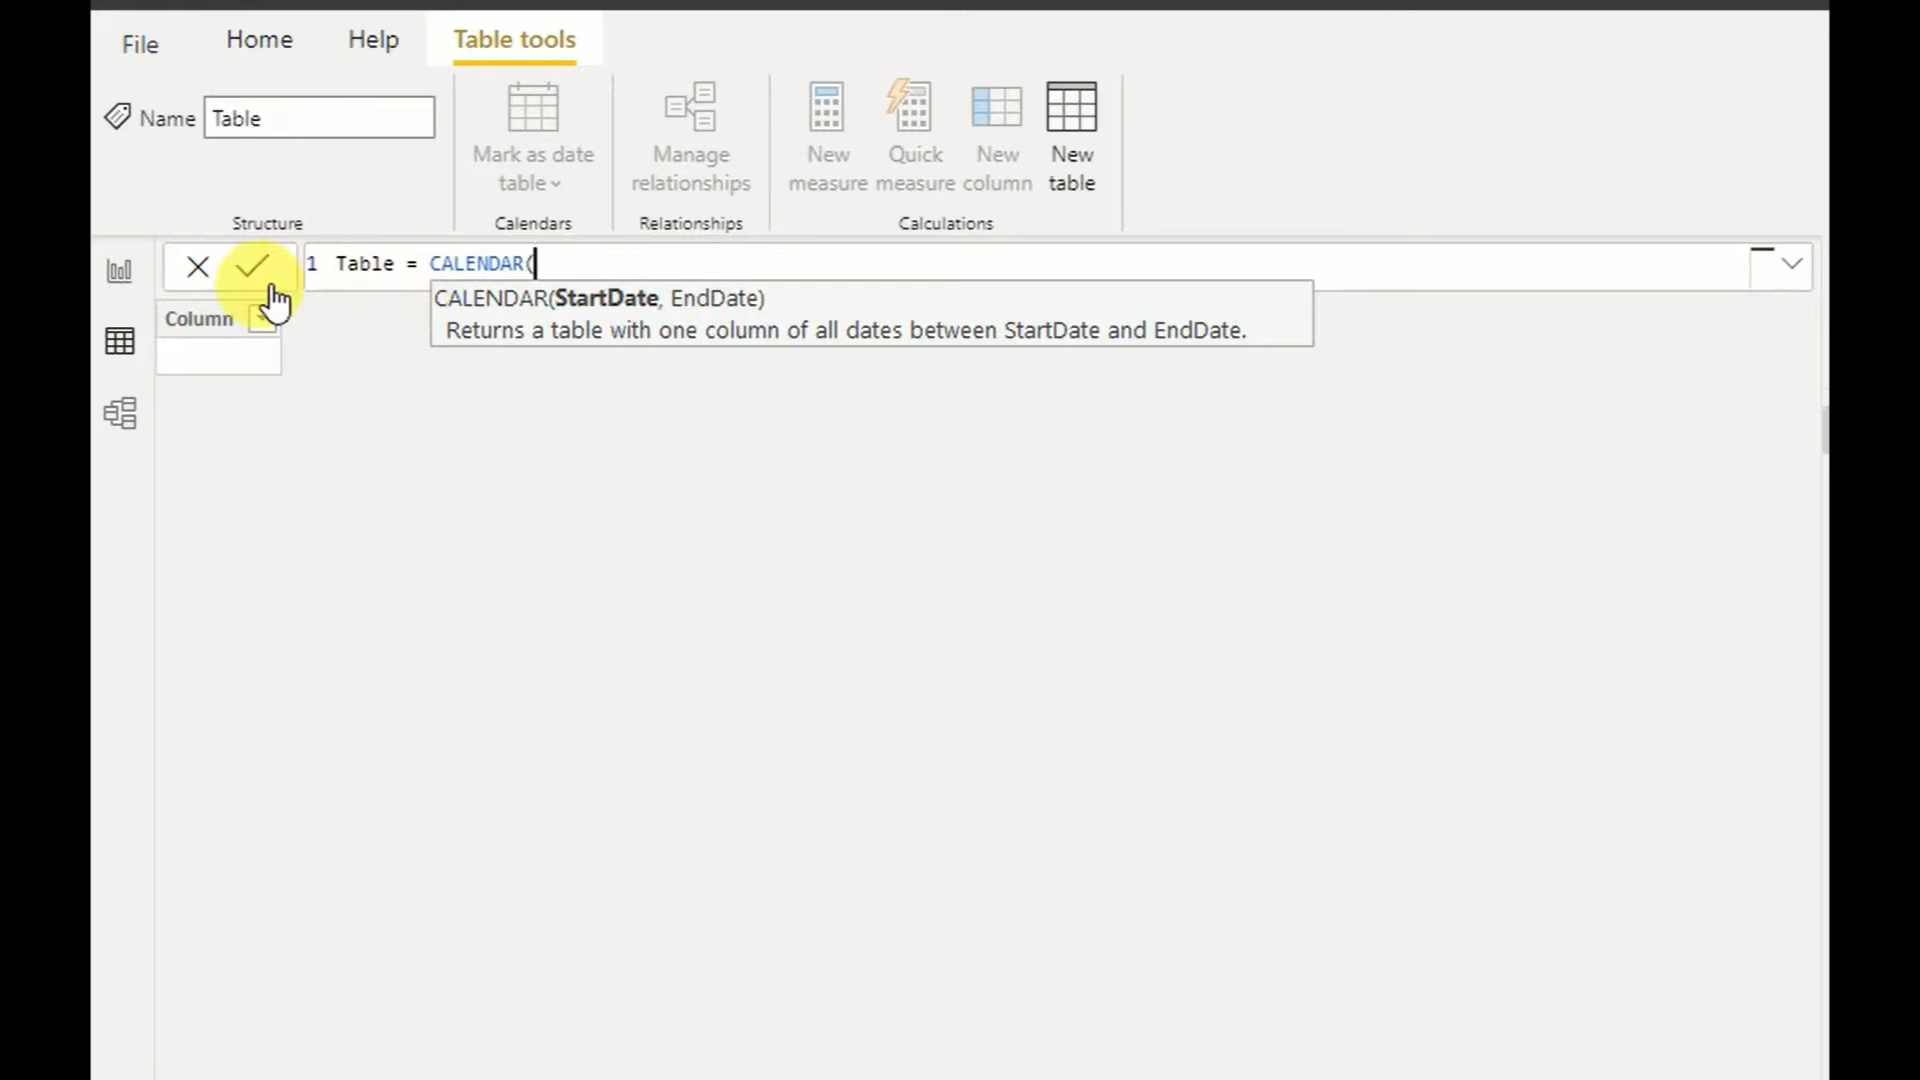 File Home Help Table tools
Name Table
Mark as date table
Manage relationships
New measure
Quick measure
New column
New table
Structure Calendars Relationships Calculations
1 Table = CALENDAR(
CALENDAR(StartDate, EndDate)
Returns a table with one column of all dates between StartDate and EndDate.
Column